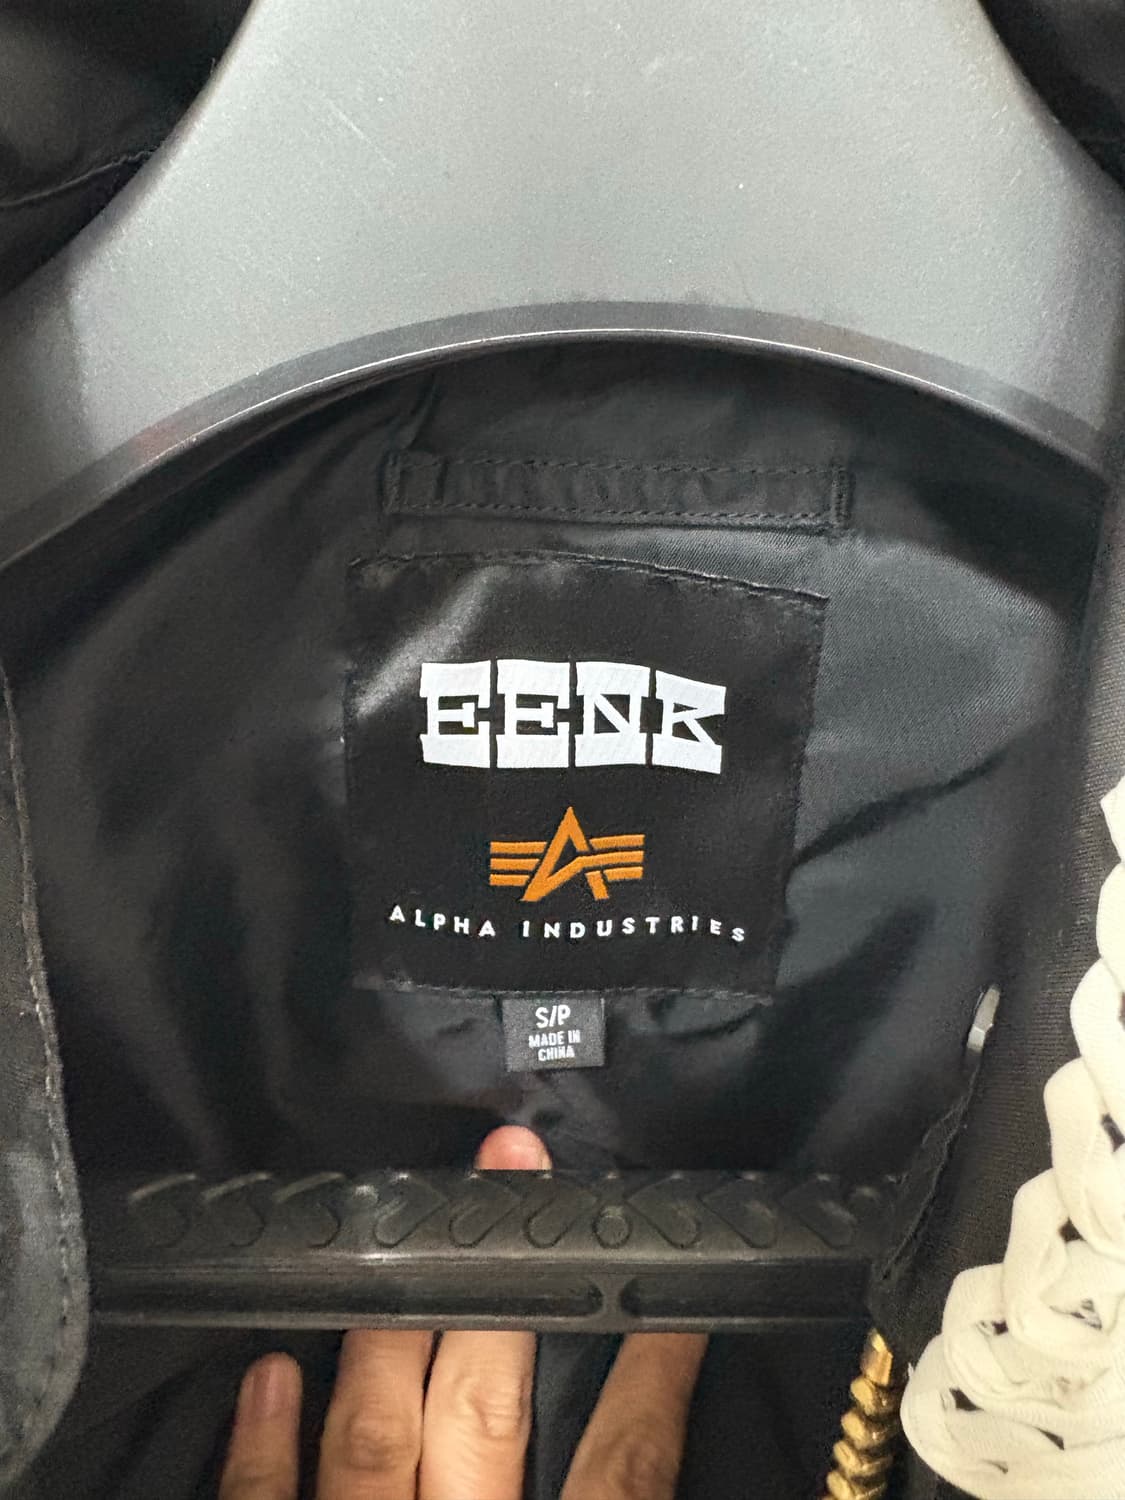 EENK
ALPHA INDUSTRIES
S/P
MADE IN
CHINA